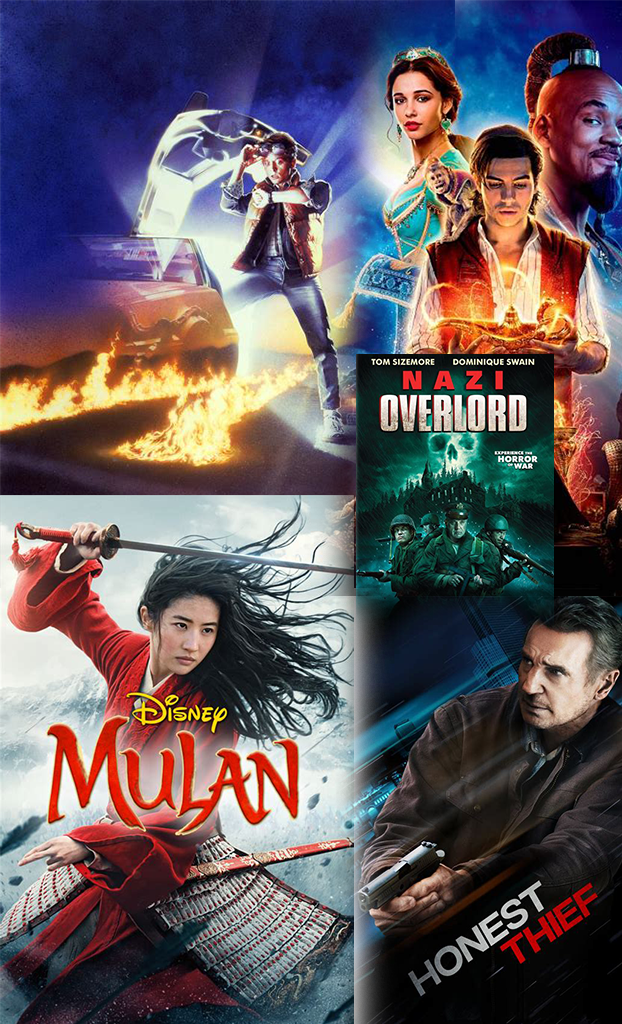 TOM SIZEMORE DOMINIQUE SWAIN
NAZI
OVERLORD
EXPERIENCE THE
HORROR
OF WAR
DISNEY
MULAN
HONEST
THIEF